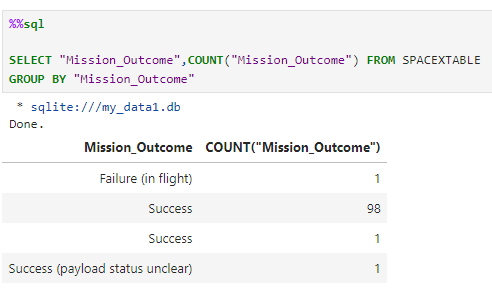 %%sql
SELECT "Mission_Outcome",COUNT("Mission_Outcome") FROM SPACEXTABLE
GROUP BY "Mission_Outcome"
* sqlite:///my_data1.db
Done.
Mission_Outcome COUNT("Mission_Outcome")
Failure (in flight) 1
Success 98
Success 1
Success (payload status unclear) 1